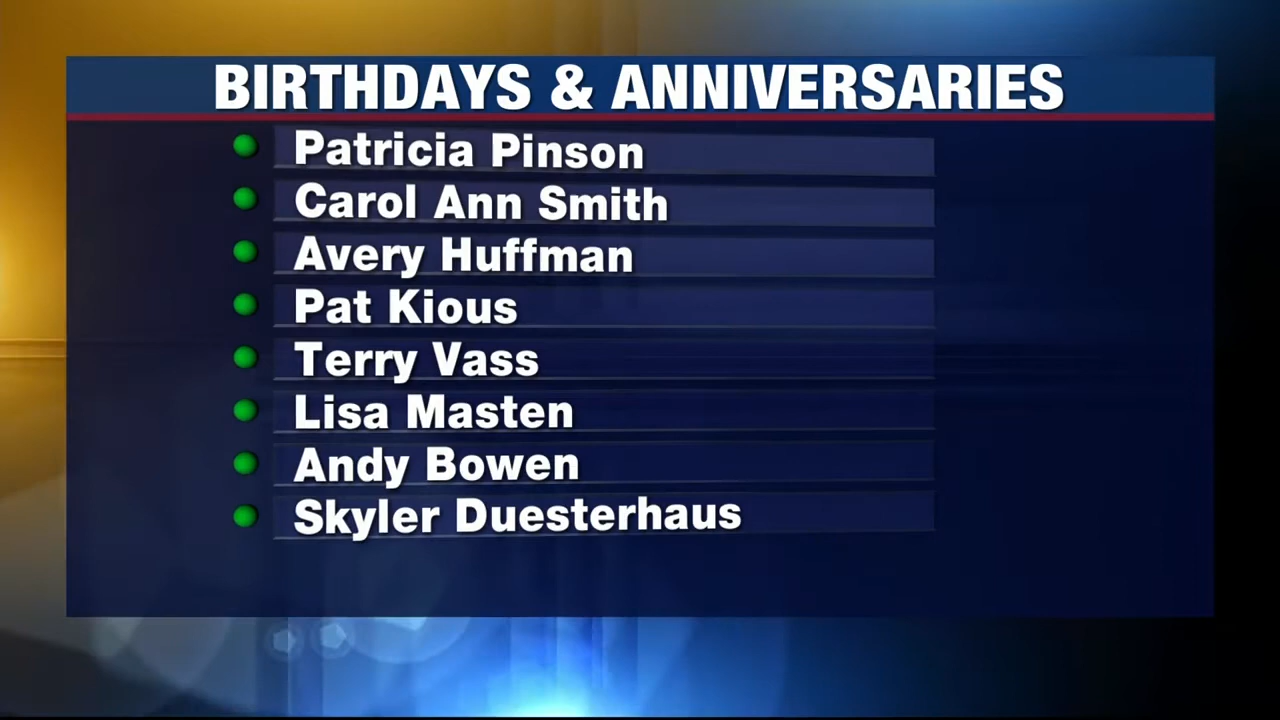 BIRTHDAYS & ANNIVERSARIES
Patricia Pinson
Carol Ann Smith
Avery Huffman
Pat Kious
Terry Vass
Lisa Masten
Andy Bowen
Skyler Duesterhaus